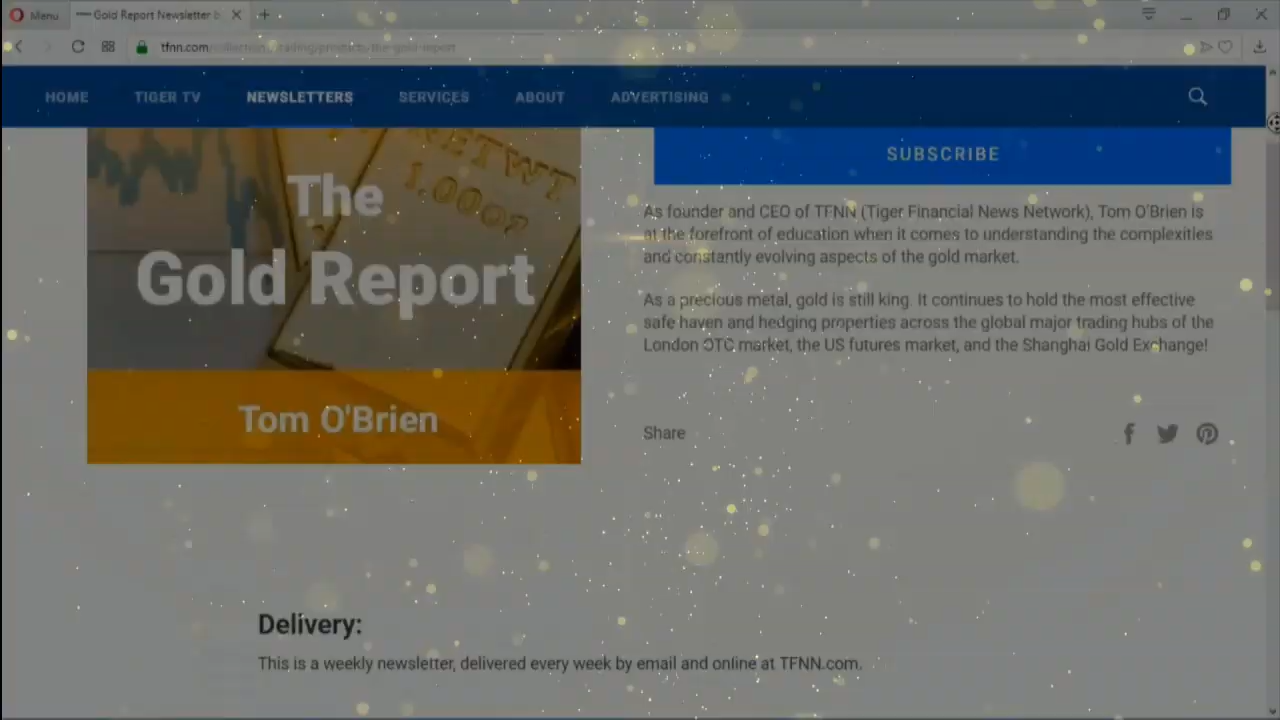 Menu
Gold Report Newsletter b
tfnn.com
HOME TIGER TV NEWSLETTERS SERVICES ABOUT ADVERTISING
RETWT
1.000?
The
Gold Report
Tom O'Brien
SUBSCRIBE
As founder and CEO of TFNN (Tiger Financial News Network), Tom O'Brien is
at the forefront of education when it comes to understanding the complexities
and constantly evolving aspects of the gold market.
As a precious metal, gold is still king. It continues to hold the most effective
safe haven and hedging properties across the global major trading hubs of the
London OTC market, the US futures market, and the Shanghai Gold Exchange!
Share
Delivery:
This is a weekly newsletter, delivered every week by email and online at TFNN.com.